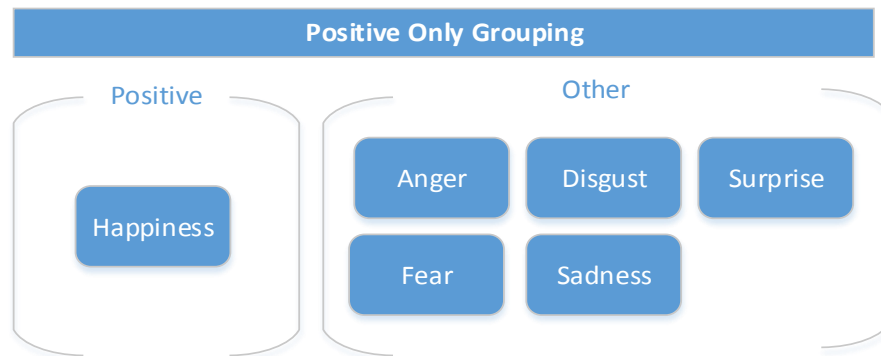 Positive Only Grouping
Positive
Other
Happiness
Anger
Disgust
Surprise
Fear
Sadness